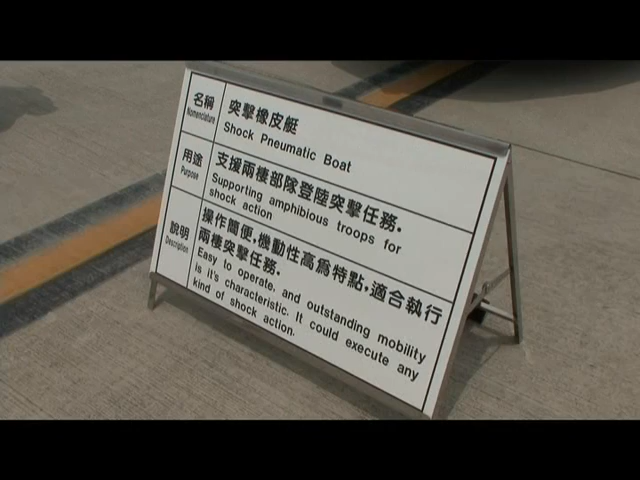 名稱
Nomenclature
突擊橡皮艇
Shock Pneumatic Boat
用途
Purpose
支援兩棲部隊登陸突擊任務.
Supporting amphibious troops for
shock action
說明
Description
操作簡便,機動性高為特點,適合執行
兩棲突擊任務.
Easy to operate, and outstanding mobility
is it's characteristic. It could execute any
kind of shock action.